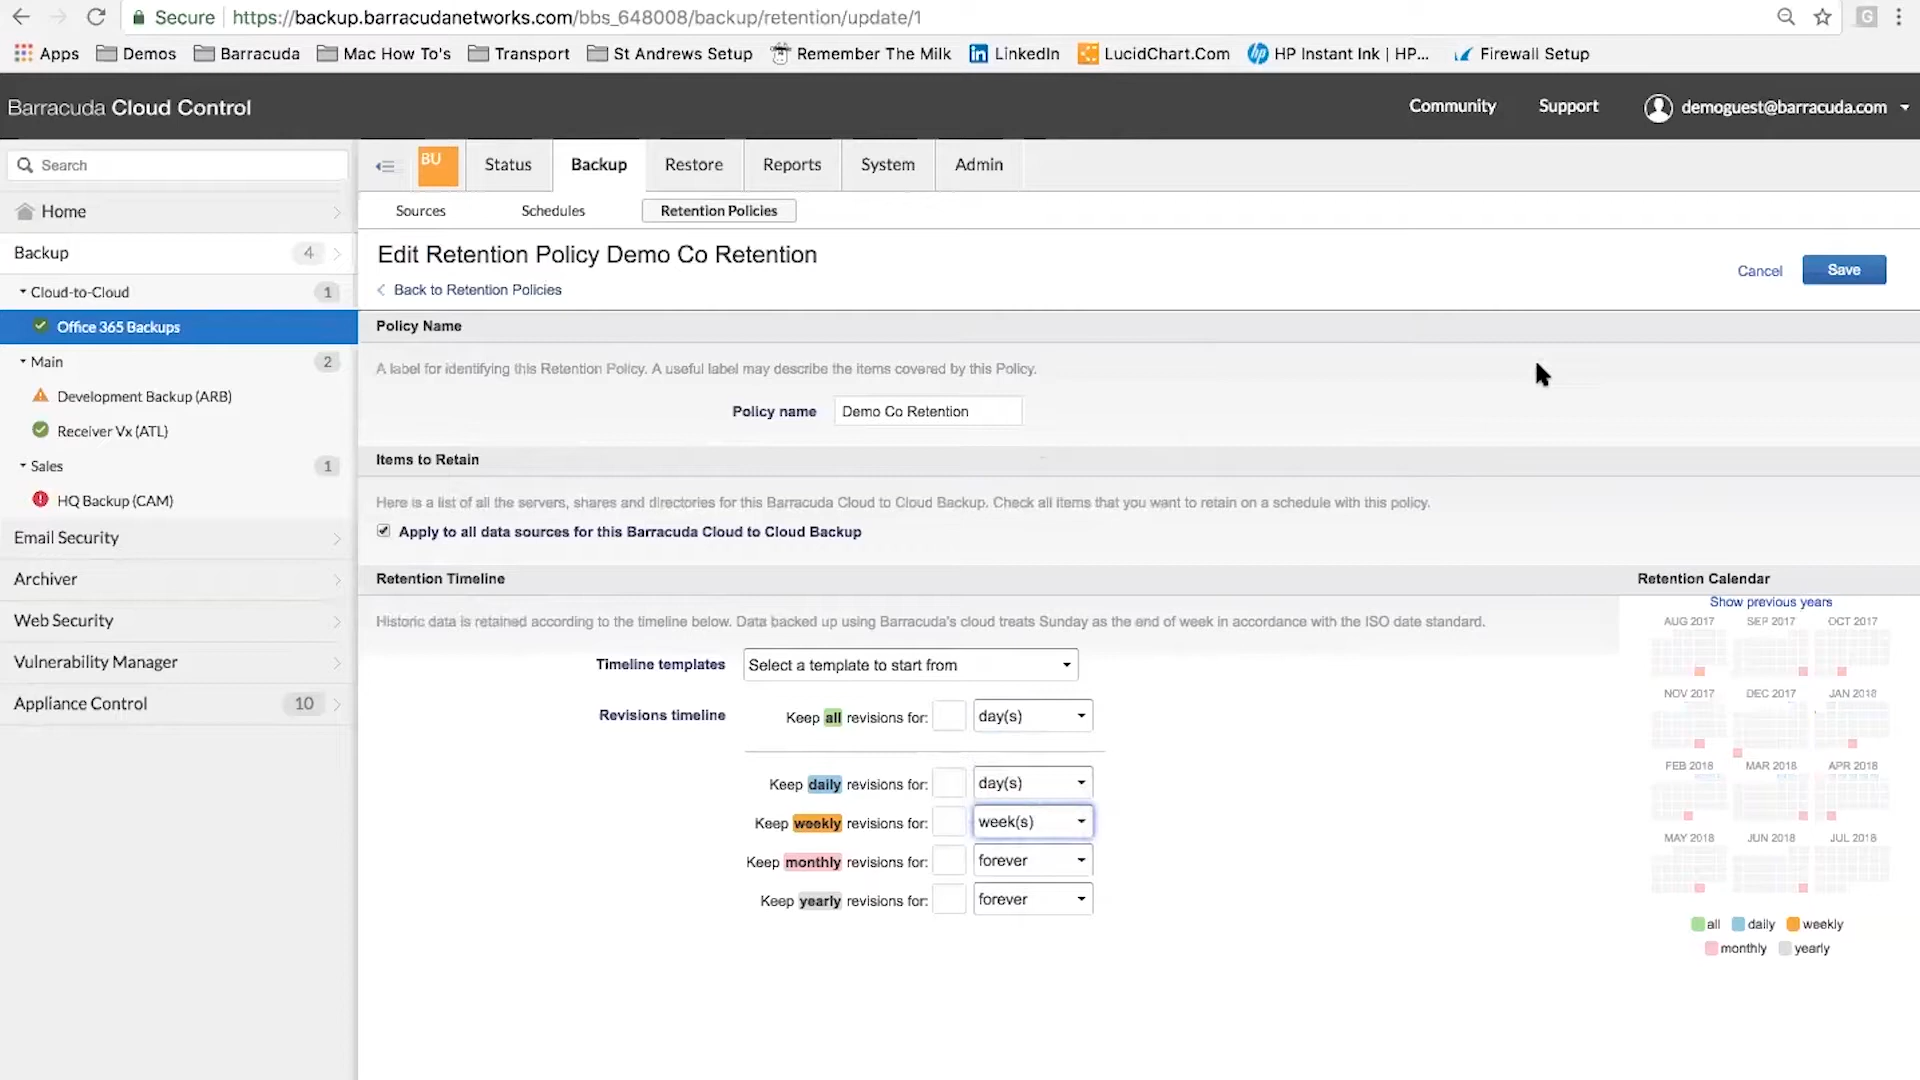 Secure https://backup.barracudanetworks.com/bbs_648008/backup/retention/update/1 G
Apps Demos Barracuda Mac How To's Transport St Andrews Setup Remember The Milk LinkedIn LucidChart.Com HP Instant Ink | HP... Firewall Setup
Barracuda Cloud Control Community Support demoguest@barracuda.com
Search
BU Status Backup Restore Reports System Admin
Home
Sources Schedules Retention Policies
Backup 4
Edit Retention Policy Demo Co Retention
Cancel Save
Back to Retention Policies
Cloud-to-Cloud 1
Office 365 Backups
Main 2
Development Backup (ARB)
Receiver Vx (ATL)
Sales 1
HQ Backup (CAM)
Email Security
Archiver
Web Security
Vulnerability Manager
Appliance Control 10
Policy Name
A label for identifying this Retention Policy. A useful label may describe the items covered by this Policy.
Policy name Demo Co Retention
Items to Retain
Here is a list of all the servers, shares and directories for this Barracuda Cloud to Cloud Backup. Check all items that you want to retain on a schedule with this policy.
Apply to all data sources for this Barracuda Cloud to Cloud Backup
Retention Timeline
Historic data is retained according to the timeline below. Data backed up using Barracuda's cloud treats Sunday as the end of week in accordance with the ISO date standard.
Timeline templates Select a template to start from
Revisions timeline Keep all revisions for: day(s)
Keep daily revisions for: day(s)
Keep weekly revisions for: week(s)
Keep monthly revisions for: forever
Keep yearly revisions for: forever
Retention Calendar
Show previous years
AUG 2017 SEP 2017 OCT 2017
NOV 2017 DEC 2017 JAN 2018
FEB 2018 MAR 2018 APR 2018
MAY 2018 JUN 2018 JUL 2018
all daily weekly
monthly yearly